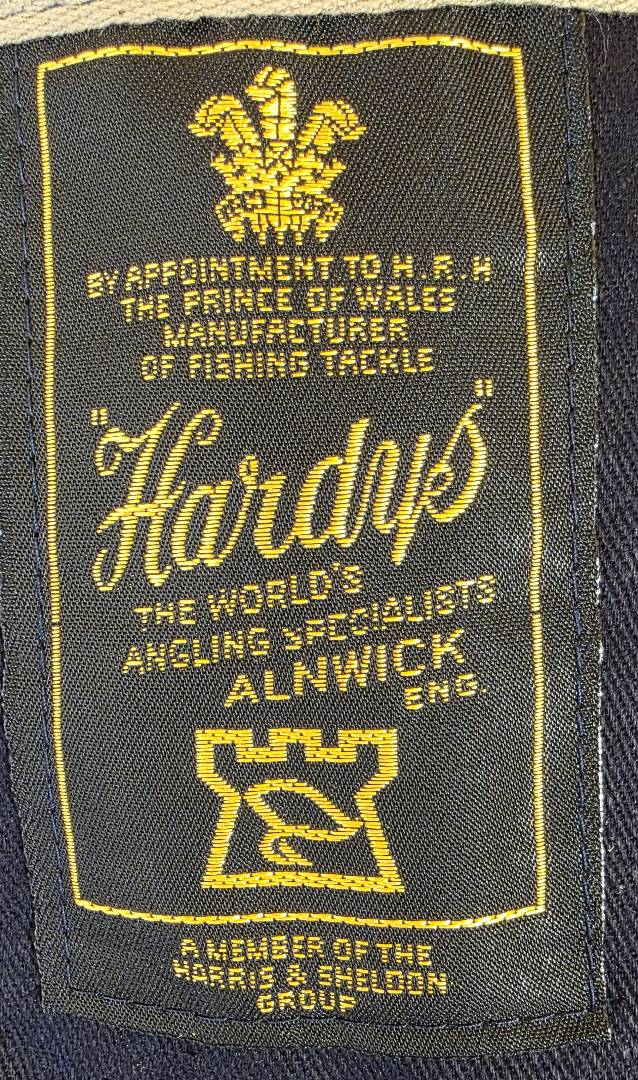 BY APPOINTMENT TO H.R.H
THE PRINCE OF WALES
MANUFACTURER
OF FISHING TACKLE
"Hardys"
THE WORLD'S
ANGLING SPECIALISTS
ALNWICK
ENG.
A MEMBER OF THE
HARRIS & SHELDON
GROUP